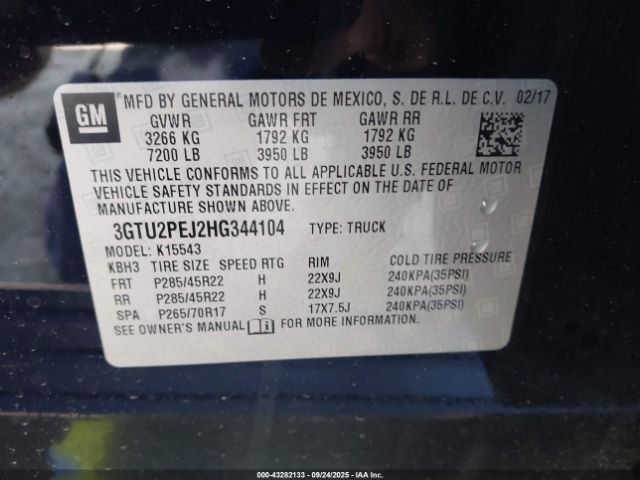 GM
MFD BY GENERAL MOTORS DE MEXICO, S. DE R.L. DE C.V. 02/17
GVWR GAWR FRT GAWR RR
3266 KG 1792 KG 1792 KG
7200 LB 3950 LB 3950 LB
THIS VEHICLE CONFORMS TO ALL APPLICABLE U.S. FEDERAL MOTOR
VEHICLE SAFETY STANDARDS IN EFFECT ON THE DATE OF
MANUFACTURE SHOWN ABOVE.
3GTU2PEJ2HG344104 TYPE: TRUCK
MODEL: K15543
KBH3 TIRE SIZE SPEED RTG RIM COLD TIRE PRESSURE
FRT P285/45R22 H 22X9J 240KPA(35PSI)
RR P285/45R22 H 22X9J 240KPA(35PSI)
SPA P265/70R17 S 17X7.5J 240KPA(35PSI)
SEE OWNER'S MANUAL FOR MORE INFORMATION.
000-43282133 - 09/24/2025 - IAAI.com